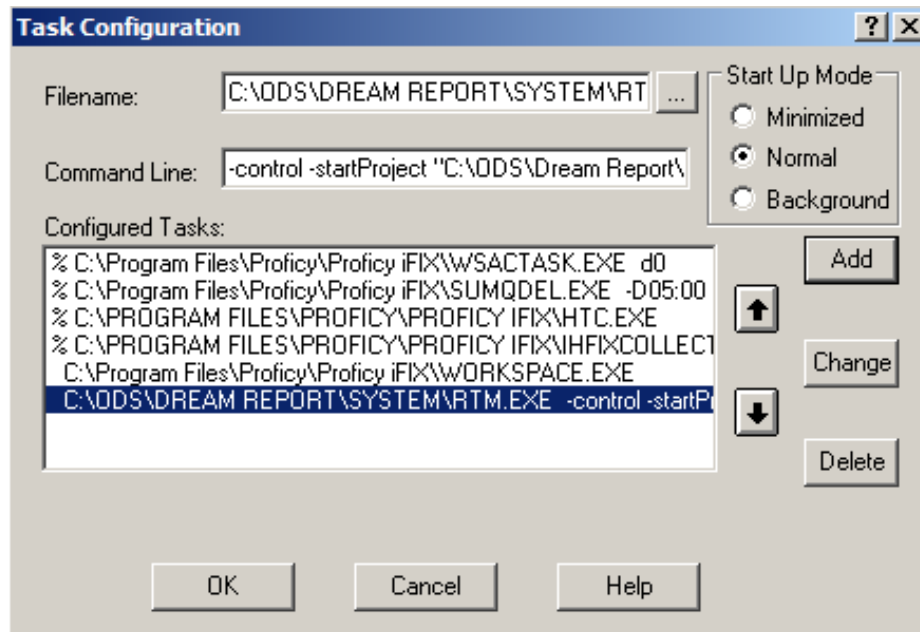 Task Configuration
Filename:
C:\ODS\DREAM REPORT\SYSTEM\RT
...
Start Up Mode
Minimized
Normal
Background
Command Line:
-control -startProject "C:\ODS\Dream Report\
Configured Tasks:
% C:\Program Files\Proficy\Proficy iFIX\WSACTASK.EXE d0
% C:\Program Files\Proficy\Proficy iFIX\SUMQDEL.EXE -D05:00
% C:\PROGRAM FILES\PROFICY\PROFICY IFIX\HTC.EXE
% C:\PROGRAM FILES\PROFICY\PROFICY IFIX\IHFIXCOLLECT
C:\Program Files\Proficy\Proficy iFIX\WORKSPACE.EXE
C:\ODS\DREAM REPORT\SYSTEM\RTM.EXE -control -startPr
Add
Change
Delete
OK
Cancel
Help